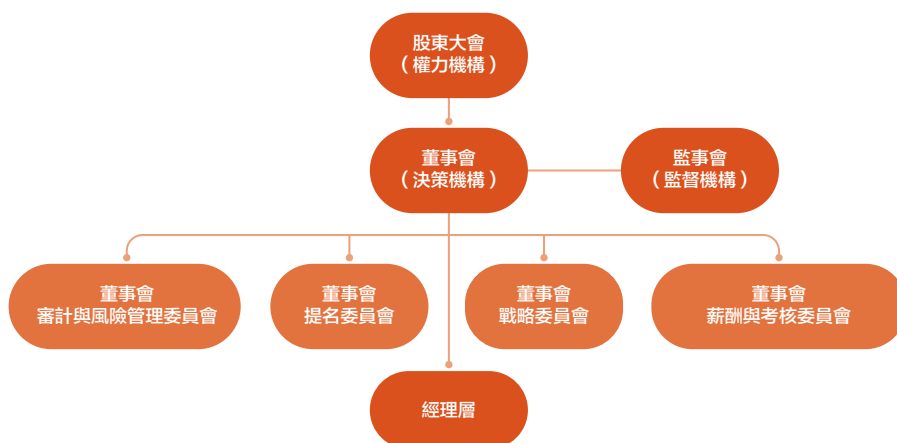 股東大會
（權力機構）
董事會
（決策機構）
監事會
（監督機構）
董事會
審計與風險管理委員會
董事會
提名委員會
董事會
戰略委員會
董事會
薪酬與考核委員會
經理層